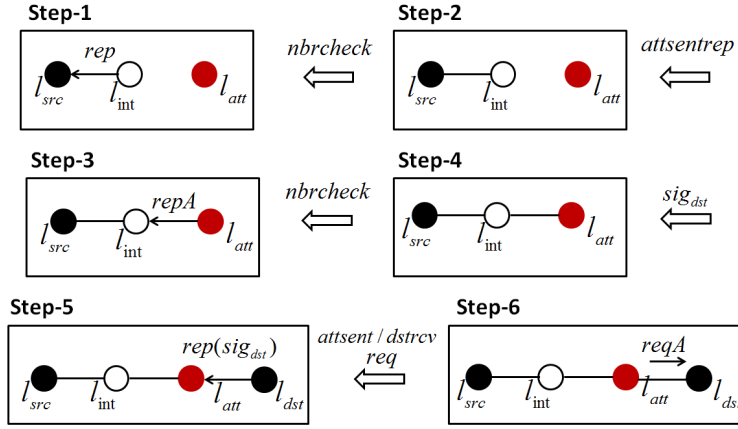 Step-1
Step-2
rep
nbrcheck
attsentrep
l_src l_int l_att
l_src l_int l_att
Step-3
Step-4
repA
nbrcheck
sig_dst
l_src l_int l_att
l_src l_int l_att
Step-5
Step-6
rep(sig_dst)
attsent / dstrcv
req
reqA
l_src l_int l_att l_dst
l_src l_int l_att l_dst